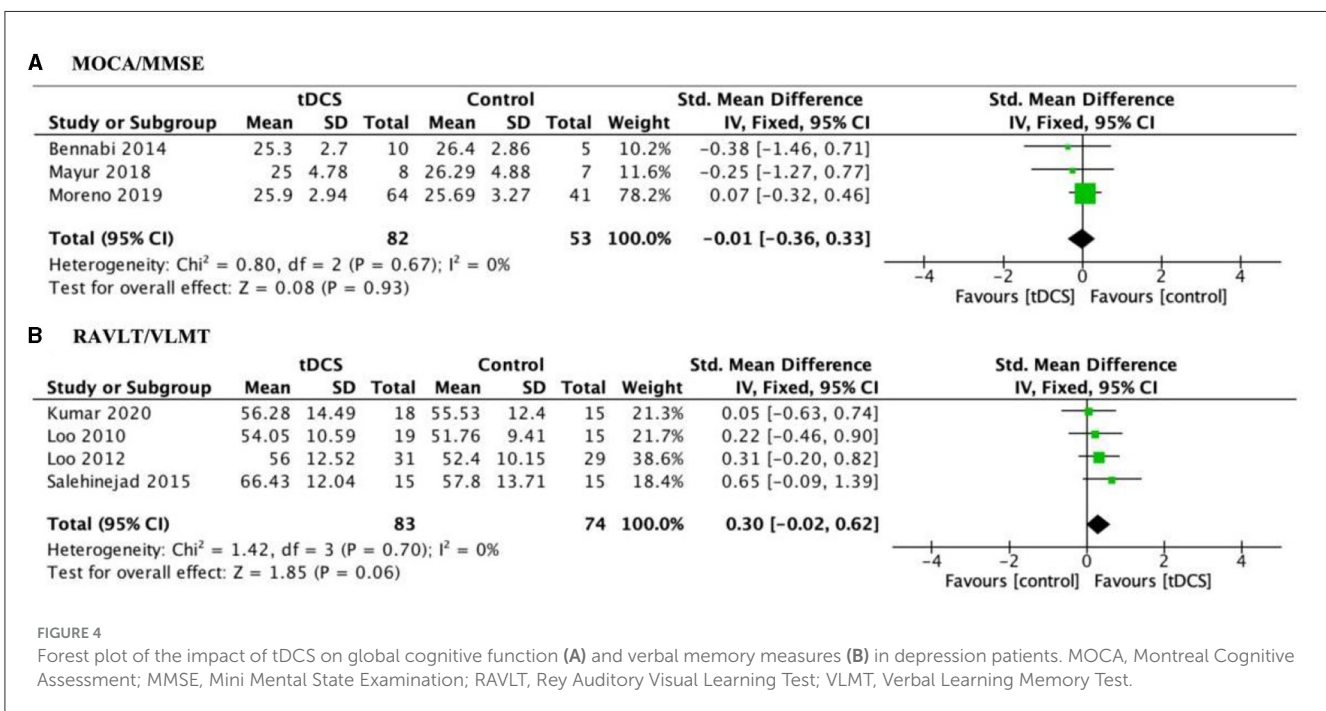 A MOCA/MMSE
tDCS Control Std. Mean Difference Std. Mean Difference
Study or Subgroup Mean SD Total Mean SD Total Weight IV, Fixed, 95% CI IV, Fixed, 95% CI
Bennabi 2014 25.3 2.7 10 26.4 2.86 5 10.2% −0.38 [−1.46, 0.71]
Mayur 2018 25 4.78 8 26.29 4.88 7 11.6% −0.25 [−1.27, 0.77]
Moreno 2019 25.9 2.94 64 25.69 3.27 41 78.2% 0.07 [−0.32, 0.46]
Total (95% CI) 82 53 100.0% −0.01 [−0.36, 0.33]
Heterogeneity: Chi² = 0.80, df = 2 (P = 0.67); I² = 0%
Test for overall effect: Z = 0.08 (P = 0.93)
−4 −2 0 2 4
Favours [tDCS] Favours [control]
B RAVLT/VLMT
tDCS Control Std. Mean Difference Std. Mean Difference
Study or Subgroup Mean SD Total Mean SD Total Weight IV, Fixed, 95% CI IV, Fixed, 95% CI
Kumar 2020 56.28 14.49 18 55.53 12.4 15 21.3% 0.05 [−0.63, 0.74]
Loo 2010 54.05 10.59 19 51.76 9.41 15 21.7% 0.22 [−0.46, 0.90]
Loo 2012 56 12.52 31 52.4 10.15 29 38.6% 0.31 [−0.20, 0.82]
Salehinejad 2015 66.43 12.04 15 57.8 13.71 15 18.4% 0.65 [−0.09, 1.39]
Total (95% CI) 83 74 100.0% 0.30 [−0.02, 0.62]
Heterogeneity: Chi² = 1.42, df = 3 (P = 0.70); I² = 0%
Test for overall effect: Z = 1.85 (P = 0.06)
−4 −2 0 2 4
Favours [control] Favours [tDCS]
FIGURE 4
Forest plot of the impact of tDCS on global cognitive function (A) and verbal memory measures (B) in depression patients. MOCA, Montreal Cognitive
Assessment; MMSE, Mini Mental State Examination; RAVLT, Rey Auditory Visual Learning Test; VLMT, Verbal Learning Memory Test.